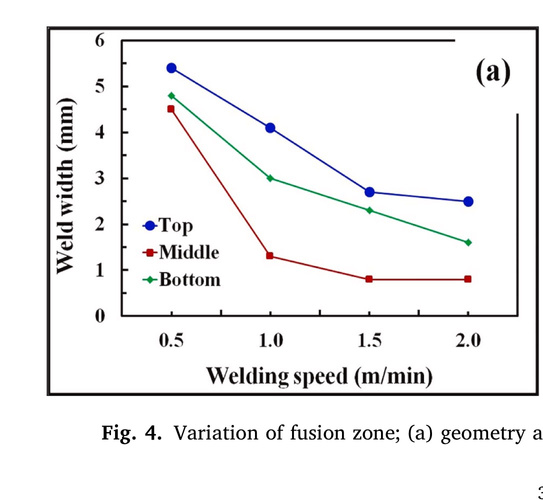 (a)
6
5
4
3
2
1
0
Weld width (mm)
Top
Middle
Bottom
0.5 1.0 1.5 2.0
Welding speed (m/min)
Fig. 4. Variation of fusion zone; (a) geometry a